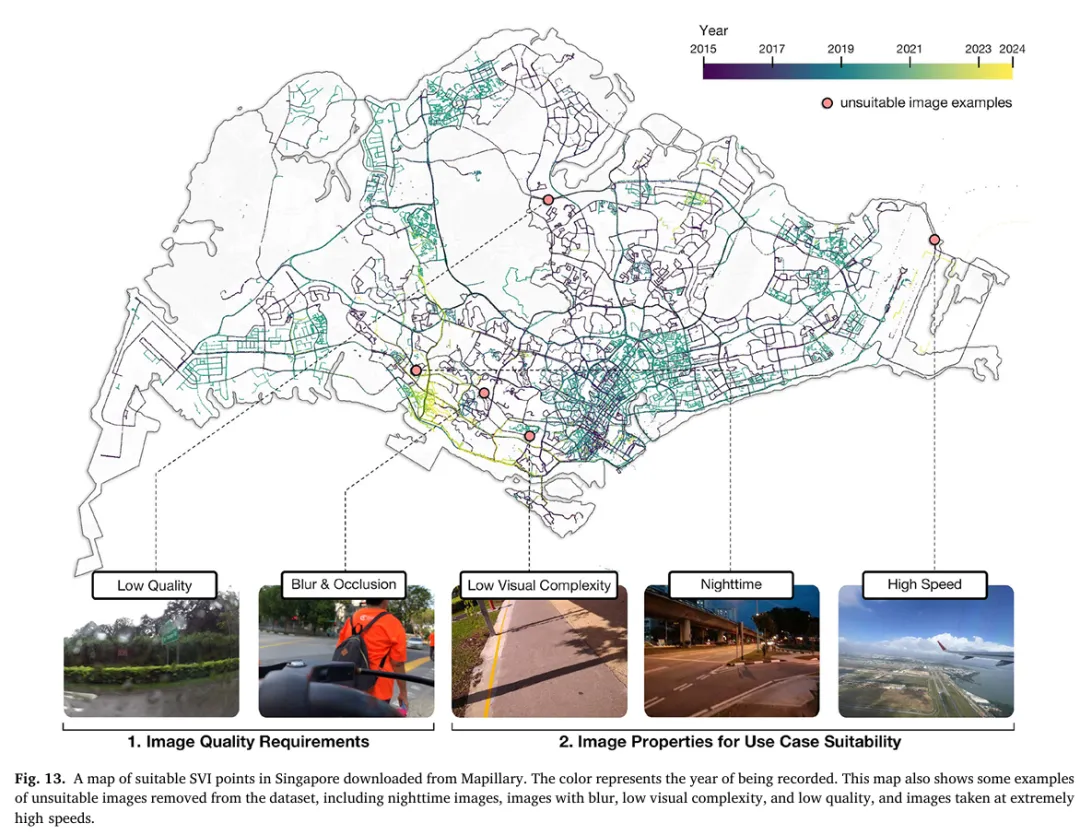 Year
2015 2017 2019 2021 2023 2024
unsuitable image examples
Low Quality
Blur & Occlusion
Low Visual Complexity
Nighttime
High Speed
1. Image Quality Requirements
2. Image Properties for Use Case Suitability
Fig. 13. A map of suitable SVI points in Singapore downloaded from Mapillary. The color represents the year of being recorded. This map also shows some examples
of unsuitable images removed from the dataset, including nighttime images, images with blur, low visual complexity, and low quality, and images taken at extremely
high speeds.